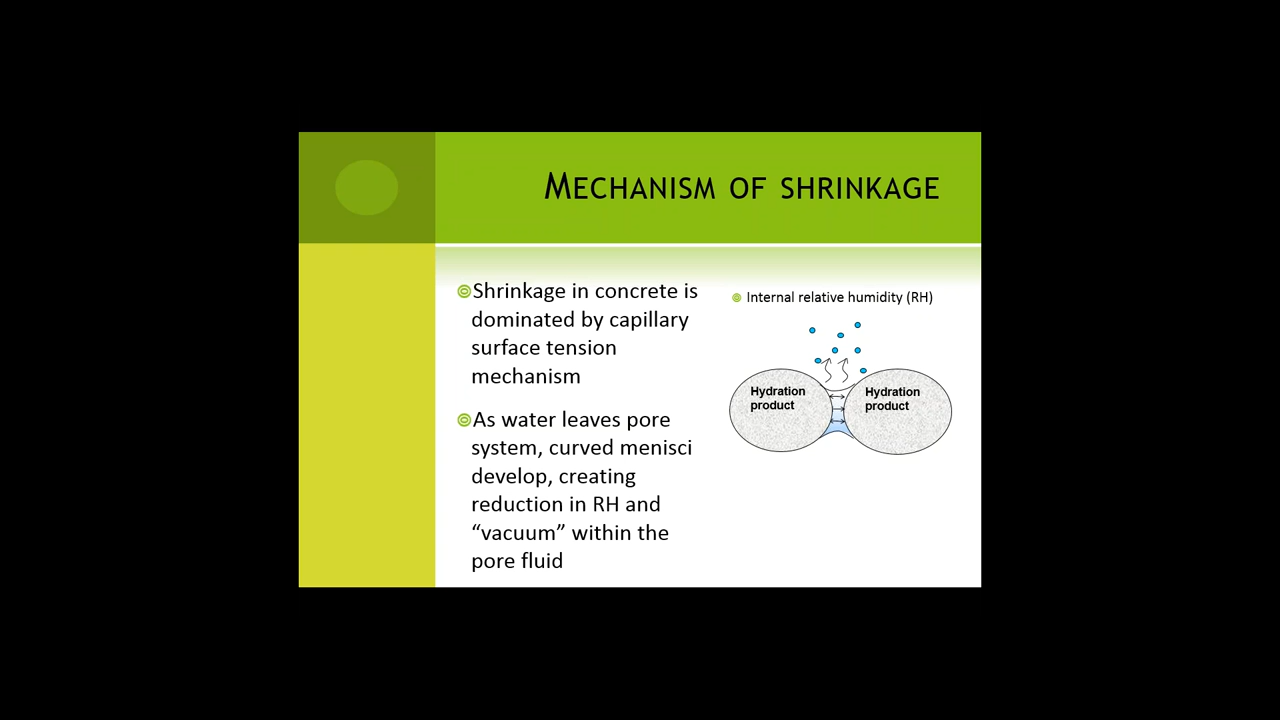 MECHANISM OF SHRINKAGE
Shrinkage in concrete is
dominated by capillary
surface tension
mechanism
As water leaves pore
system, curved menisci
develop, creating
reduction in RH and
“vacuum” within the
pore fluid
Internal relative humidity (RH)
Hydration
product
Hydration
product